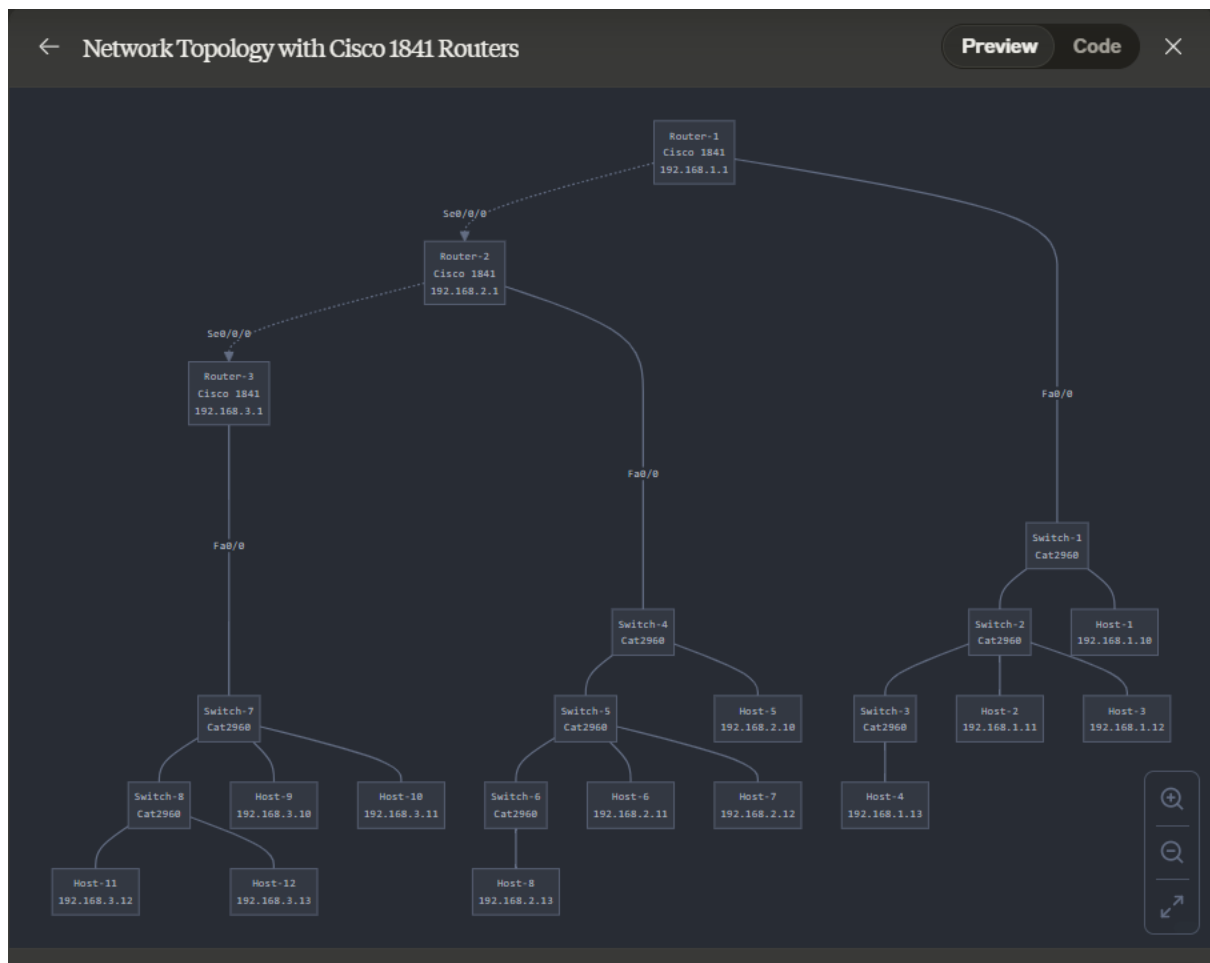 Network Topology with Cisco 1841 Routers
Preview
Code
Router-1
Cisco 1841
192.168.1.1
Se0/0/0
Router-2
Cisco 1841
192.168.2.1
Se0/0/0
Router-3
Cisco 1841
192.168.3.1
Fa0/0
Fa0/0
Fa0/0
Switch-1
Cat2960
Switch-4
Cat2960
Switch-2
Cat2960
Host-1
192.168.1.10
Switch-7
Cat2960
Switch-5
Cat2960
Host-5
192.168.2.10
Switch-3
Cat2960
Host-2
192.168.1.11
Host-3
192.168.1.12
Switch-8
Cat2960
Host-9
192.168.3.10
Host-10
192.168.3.11
Switch-6
Cat2960
Host-6
192.168.2.11
Host-7
192.168.2.12
Host-4
192.168.1.13
Host-11
192.168.3.12
Host-12
192.168.3.13
Host-8
192.168.2.13